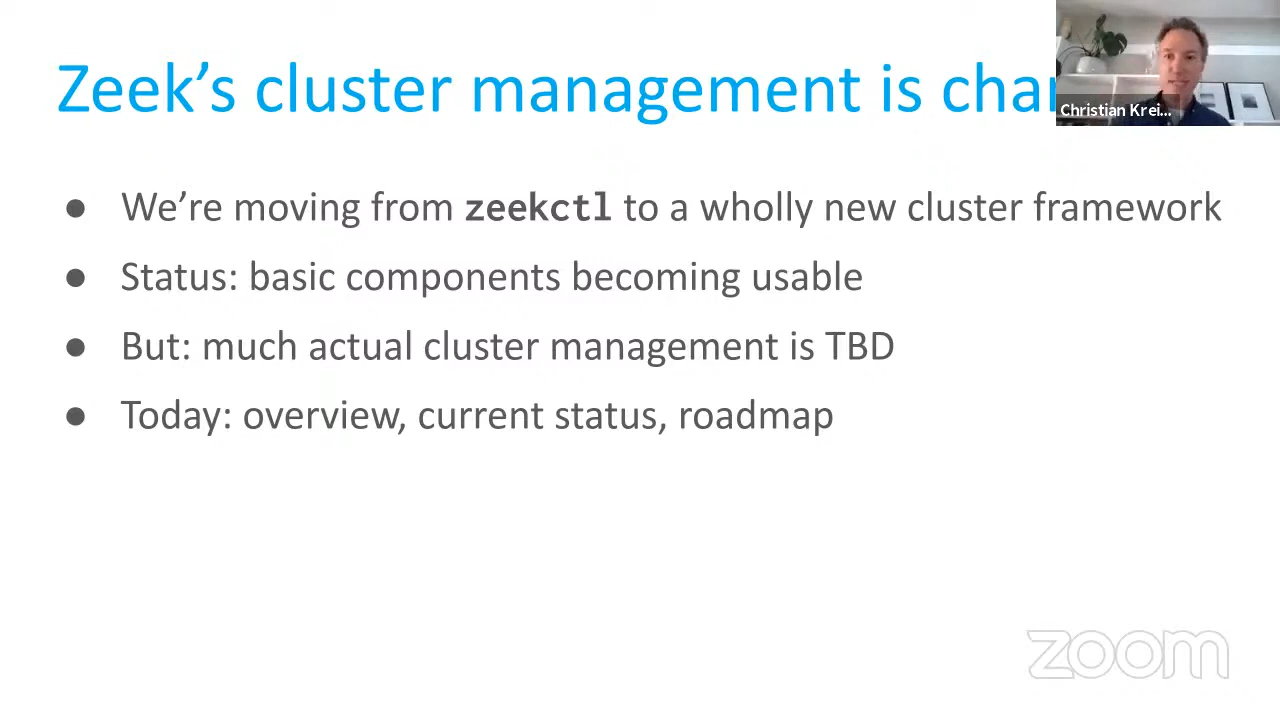 Zeek's cluster management is
Christian Krei...
● We're moving from zeekctl to a wholly new cluster framework
● Status: basic components becoming usable
● But: much actual cluster management is TBD
● Today: overview, current status, roadmap
zoom